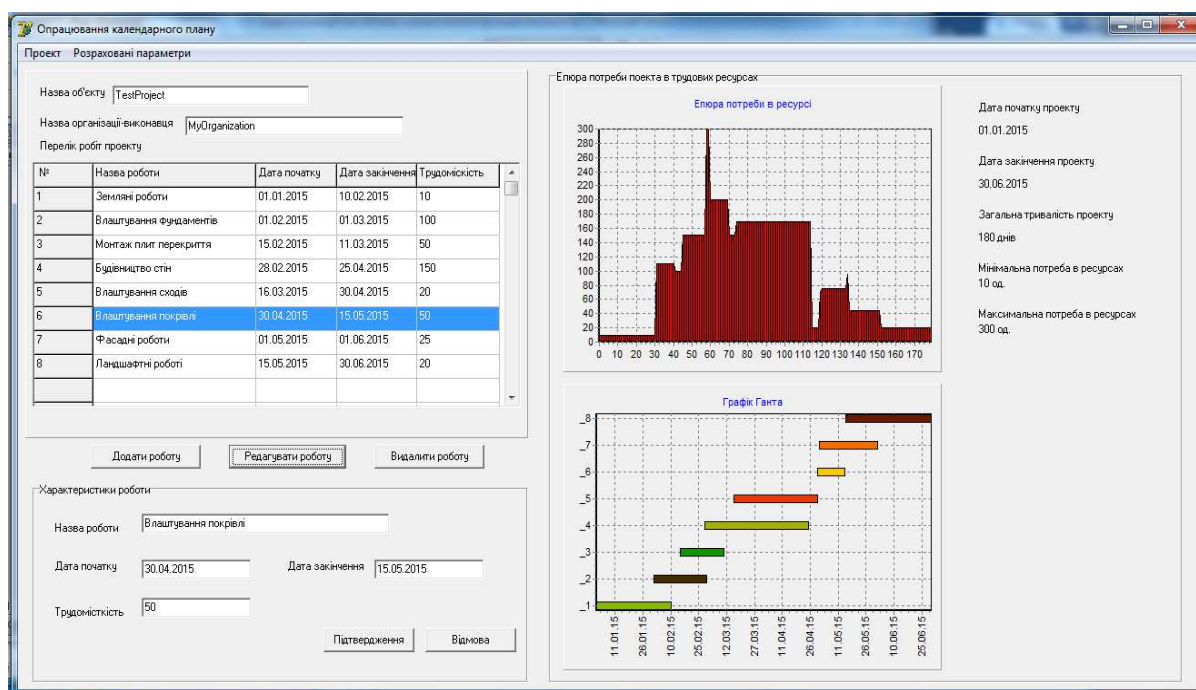 Опрацювання календарного плану
Проект Розраховані параметри
Назва об'єкту TestProject
Назва організації-виконавця MyOrganization
Перелік робіт проекту
№ Назва роботи Дата початку Дата закінчення Трудомісткість
1 Земляні роботи 01.01.2015 10.02.2015 10
2 Влаштування фундаментів 01.02.2015 01.03.2015 100
3 Монтаж плит перекриття 15.02.2015 11.03.2015 50
4 Будівництво стін 28.02.2015 25.04.2015 150
5 Влаштування сходів 16.03.2015 30.04.2015 20
6 Влаштування покрівлі 30.04.2015 15.05.2015 50
7 Фасадні роботи 01.05.2015 01.06.2015 25
8 Ландшафтні роботі 15.05.2015 30.06.2015 20
Додати роботу Редагувати роботу Видалити роботу
Характеристики роботи
Назва роботи Влаштування покрівлі
Дата початку 30.04.2015 Дата закінчення 15.05.2015
Трудомісткість 50
Підтвердження Відмова
Епюра потреби поекта в трудових ресурсах
Епюра потреби в ресурсі
300
280
260
240
220
200
180
160
140
120
100
80
60
40
20
0
0 10 20 30 40 50 60 70 80 90 100 110 120 130 140 150 160 170
Дата початку проекту
01.01.2015
Дата закінчення проекту
30.06.2015
Загальна тривалість проекту
180 днів
Мінімальна потреба в ресурсах
10 од.
Максимальна потреба в ресурсах
300 од.
Графік Ганта
_8
_7
_6
_5
_4
_3
_2
_1
11.01.15 26.01.15 10.02.15 25.02.15 12.03.15 27.03.15 11.04.15 26.04.15 11.05.15 26.05.15 10.06.15 25.06.15